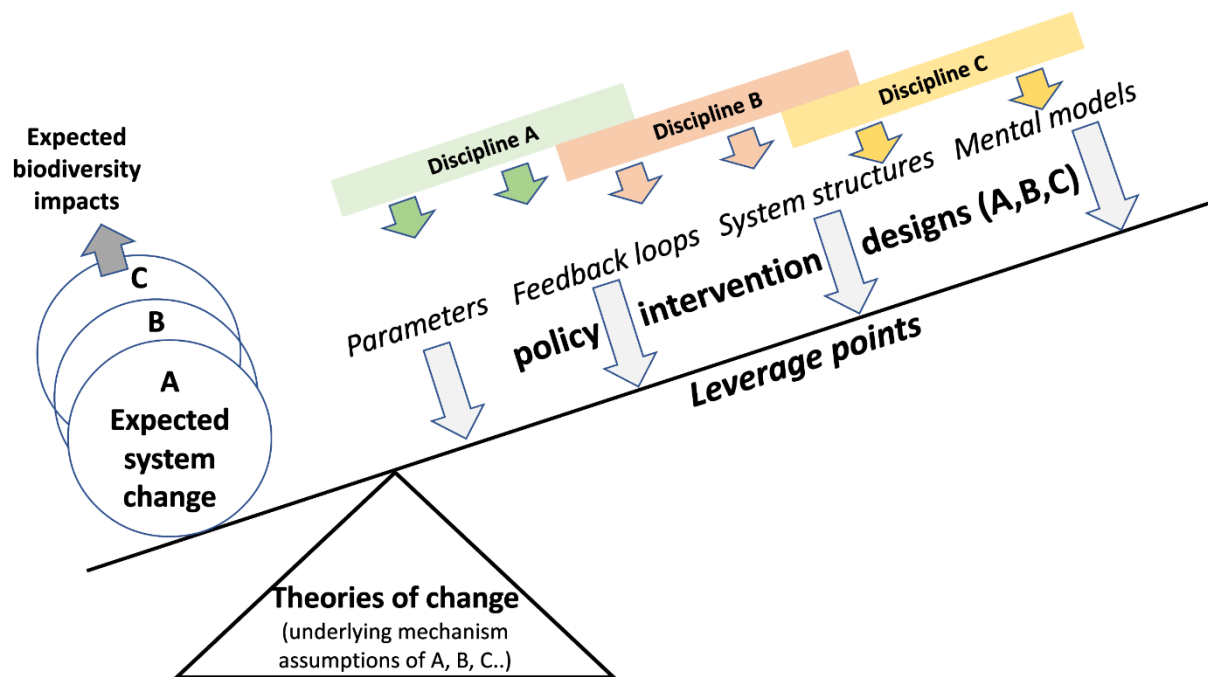 Discipline A
Discipline B
Discipline C
Expected
biodiversity
impacts
C
B
A
Expected
system
change
Parameters
Feedback loops
System structures
Mental models
policy intervention designs (A,B,C)
Leverage points
Theories of change
(underlying mechanism
assumptions of A, B, C..)